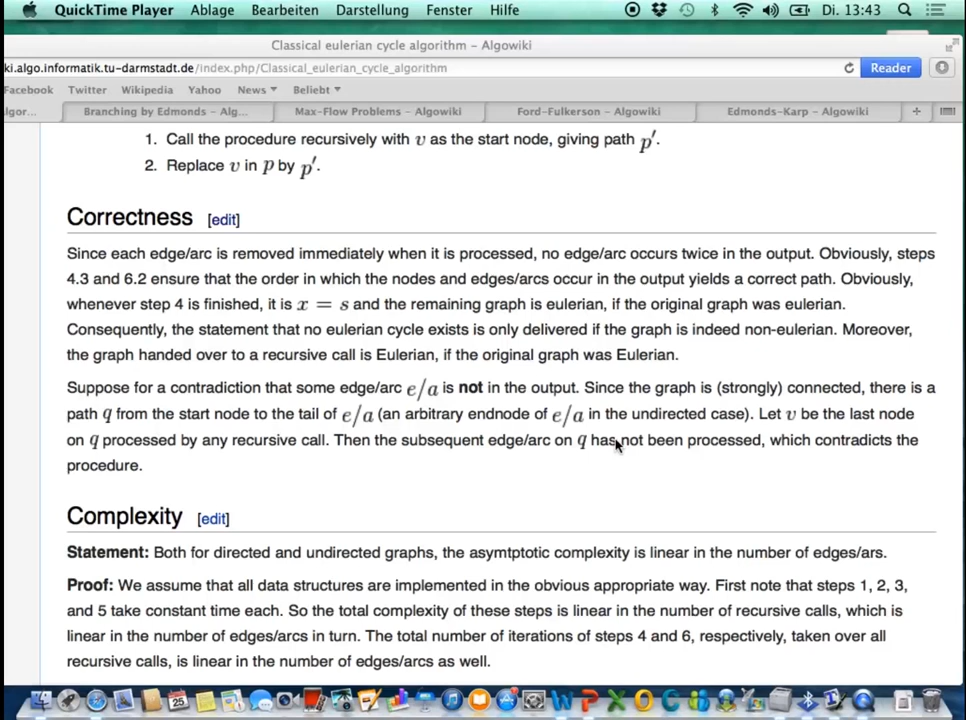 QuickTime Player Ablage Bearbeiten Darstellung Fenster Hilfe Di. 13:43
Classical eulerian cycle algorithm – Algowiki
ki.algo.informatik.tu-darmstadt.de/index.php/Classical_eulerian_cycle_algorithm Reader
Facebook Twitter Wikipedia Yahoo News ▾ Beliebt ▾
lgor... Branching by Edmonds – Alg... Max-Flow Problems – Algowiki Ford-Fulkerson – Algowiki Edmonds-Karp – Algowiki +
1. Call the procedure recursively with v as the start node, giving path p′.
2. Replace v in p by p′.
Correctness [edit]
Since each edge/arc is removed immediately when it is processed, no edge/arc occurs twice in the output. Obviously, steps
4.3 and 6.2 ensure that the order in which the nodes and edges/arcs occur in the output yields a correct path. Obviously,
whenever step 4 is finished, it is x = s and the remaining graph is eulerian, if the original graph was eulerian.
Consequently, the statement that no eulerian cycle exists is only delivered if the graph is indeed non-eulerian. Moreover,
the graph handed over to a recursive call is Eulerian, if the original graph was Eulerian.
Suppose for a contradiction that some edge/arc e/a is not in the output. Since the graph is (strongly) connected, there is a
path q from the start node to the tail of e/a (an arbitrary endnode of e/a in the undirected case). Let v be the last node
on q processed by any recursive call. Then the subsequent edge/arc on q has not been processed, which contradicts the
procedure.
Complexity [edit]
Statement: Both for directed and undirected graphs, the asymtptotic complexity is linear in the number of edges/ars.
Proof: We assume that all data structures are implemented in the obvious appropriate way. First note that steps 1, 2, 3,
and 5 take constant time each. So the total complexity of these steps is linear in the number of recursive calls, which is
linear in the number of edges/arcs in turn. The total number of iterations of steps 4 and 6, respectively, taken over all
recursive calls, is linear in the number of edges/arcs as well.